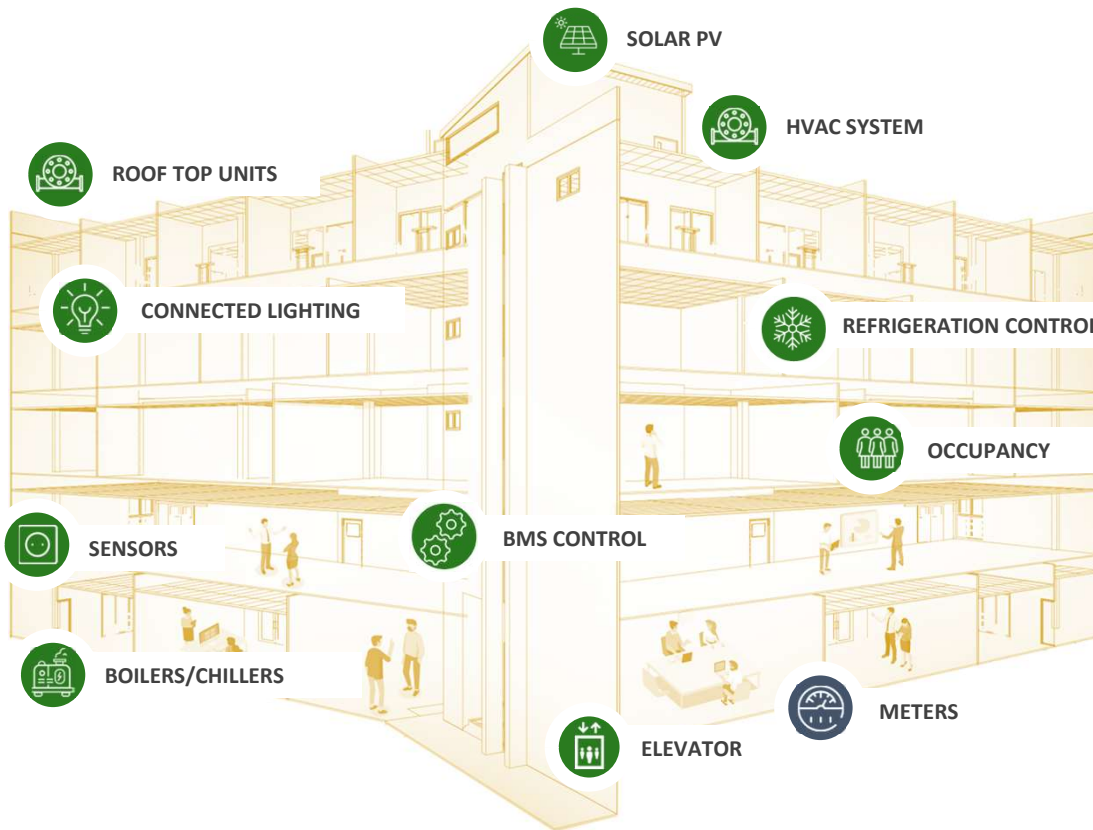 SOLAR PV
HVAC SYSTEM
ROOF TOP UNITS
CONNECTED LIGHTING
REFRIGERATION CONTROL
OCCUPANCY
SENSORS
BMS CONTROL
BOILERS/CHILLERS
METERS
ELEVATOR